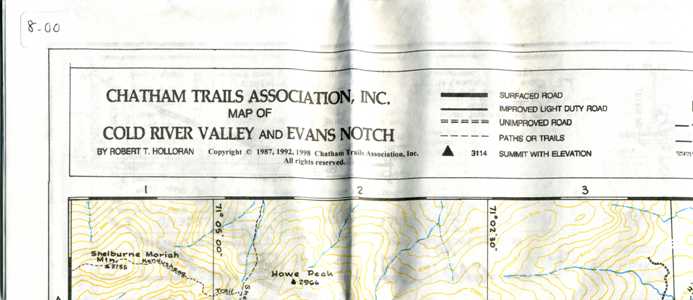 8.00
CHATHAM TRAILS ASSOCIATION, INC.
MAP OF
COLD RIVER VALLEY AND EVANS NOTCH
BY ROBERT T. HOLLORAN Copyright © 1987, 1992, 1998 Chatham Trails Association, Inc.
All rights reserved.
SURFACED ROAD
IMPROVED LIGHT DUTY ROAD
UNIMPROVED ROAD
PATHS OR TRAILS
3114 SUMMIT WITH ELEVATION
1 2 3
71° 05' 00"
71° 02' 30"
Shelburne Moriah
Mtn.
Kenduskeag
Howe Peak
TRAIL